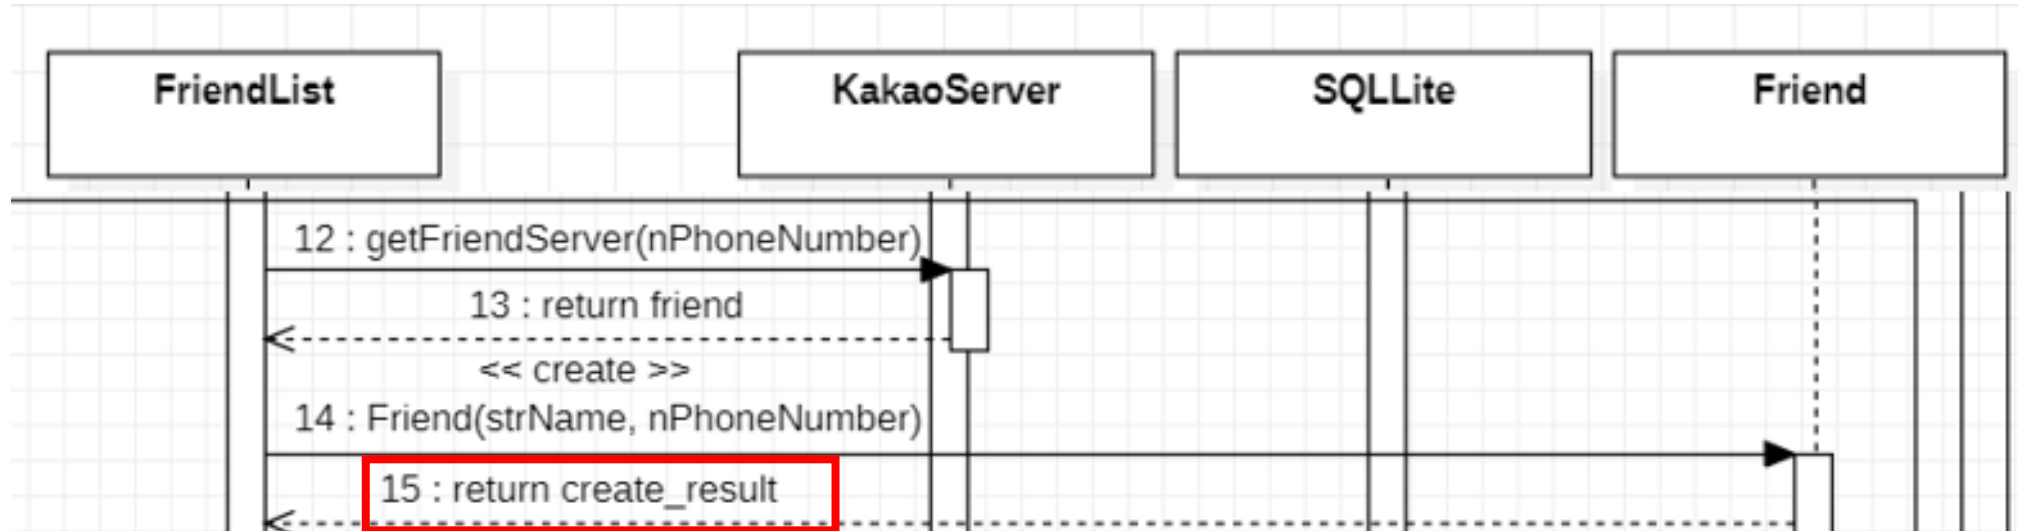 FriendList
KakaoServer
SQLLite
Friend
12 : getFriendServer(nPhoneNumber)
13 : return friend
<< create >>
14 : Friend(strName, nPhoneNumber)
15 : return create_result